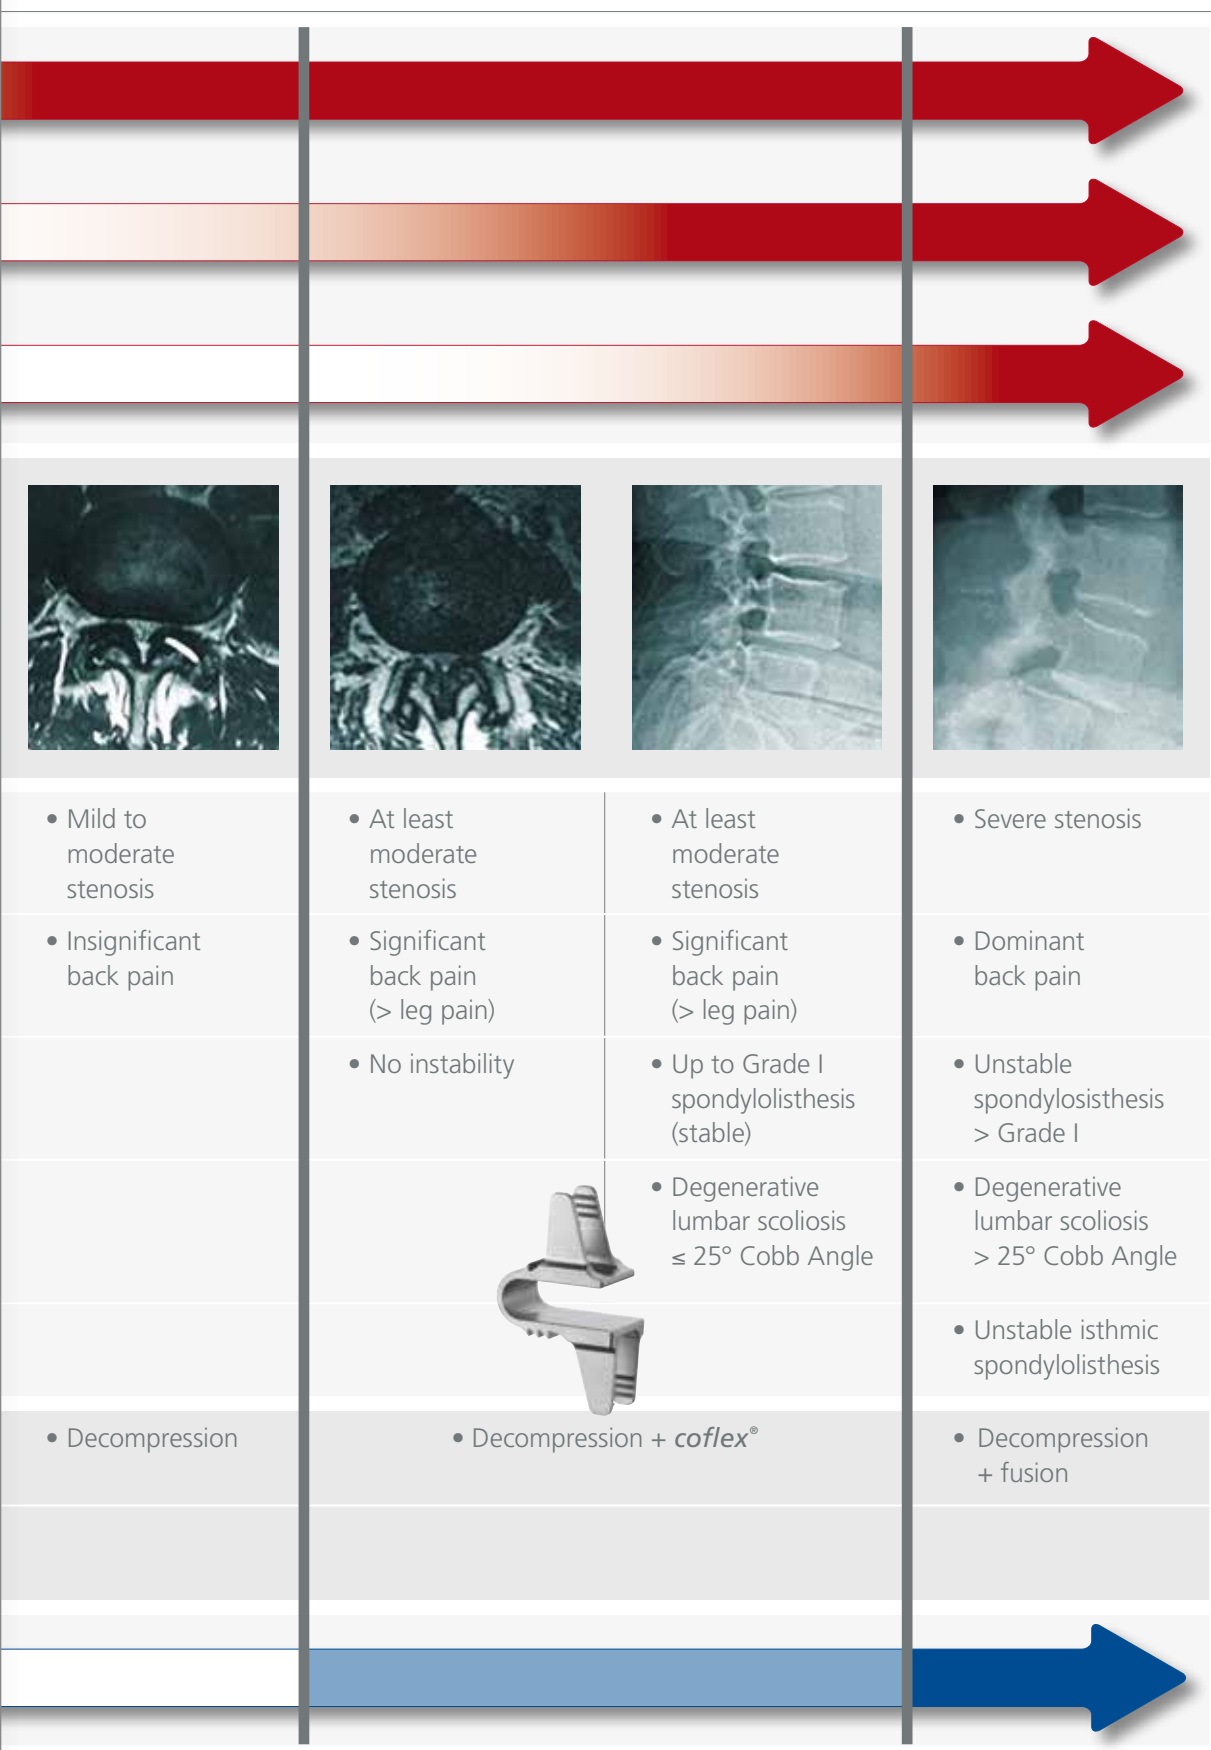 • Mild to
moderate
stenosis
• At least
moderate
stenosis
• At least
moderate
stenosis
• Severe stenosis
• Insignificant
back pain
• Significant
back pain
(> leg pain)
• Significant
back pain
(> leg pain)
• Dominant
back pain
• No instability
• Up to Grade I
spondylolisthesis
(stable)
• Unstable
spondylosisthesis
> Grade I
• Degenerative
lumbar scoliosis
≤ 25° Cobb Angle
• Degenerative
lumbar scoliosis
> 25° Cobb Angle
• Unstable isthmic
spondylolisthesis
• Decompression
• Decompression + coflex®
• Decompression
+ fusion